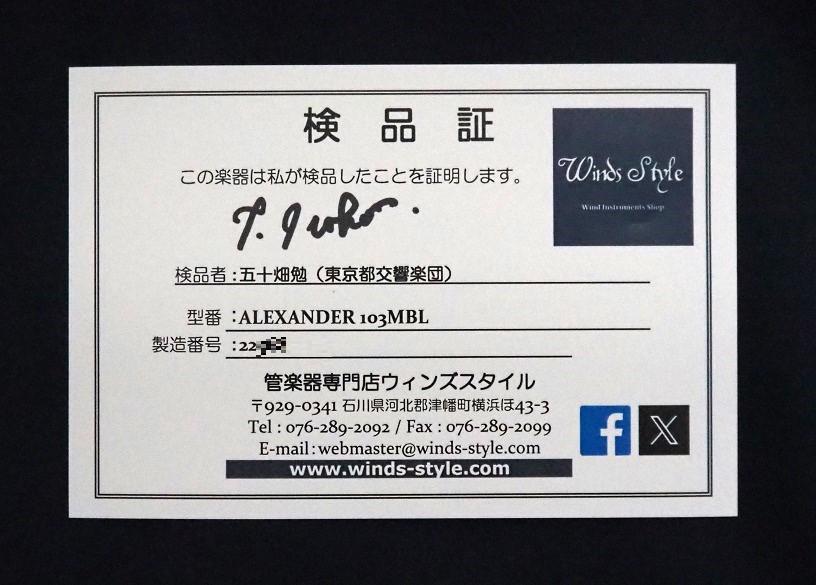 検品証
Winds Style
Wind Instruments Shop
この楽器は私が検品したことを証明します。
検品者：五十畑勉（東京都交響楽団）
型番：ALEXANDER 103MBL
製造番号：22
管楽器専門店ウィンズスタイル
〒929-0341 石川県河北郡津幡町横浜ほ43-3
Tel : 076-289-2092 / Fax : 076-289-2099
E-mail : webmaster@winds-style.com
www.winds-style.com
f
X